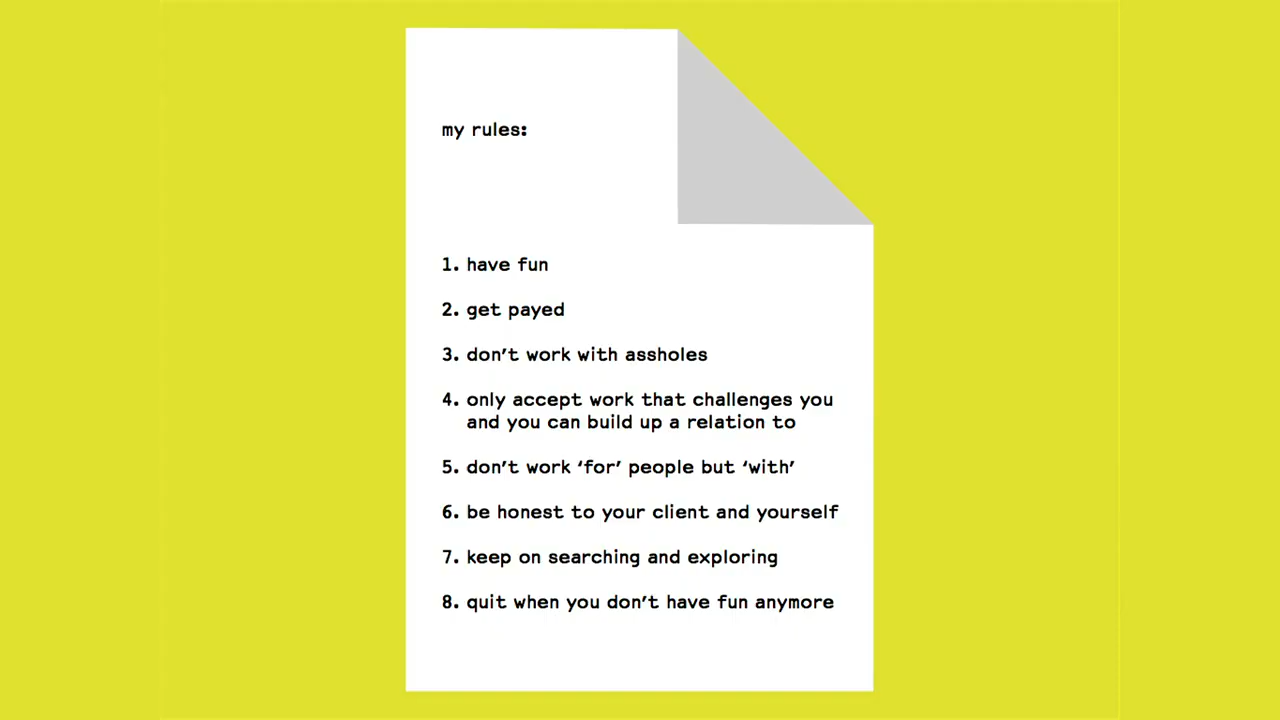 my rules:
1. have fun
2. get payed
3. don't work with assholes
4. only accept work that challenges you
and you can build up a relation to
5. don't work ‘for’ people but ‘with’
6. be honest to your client and yourself
7. keep on searching and exploring
8. quit when you don't have fun anymore